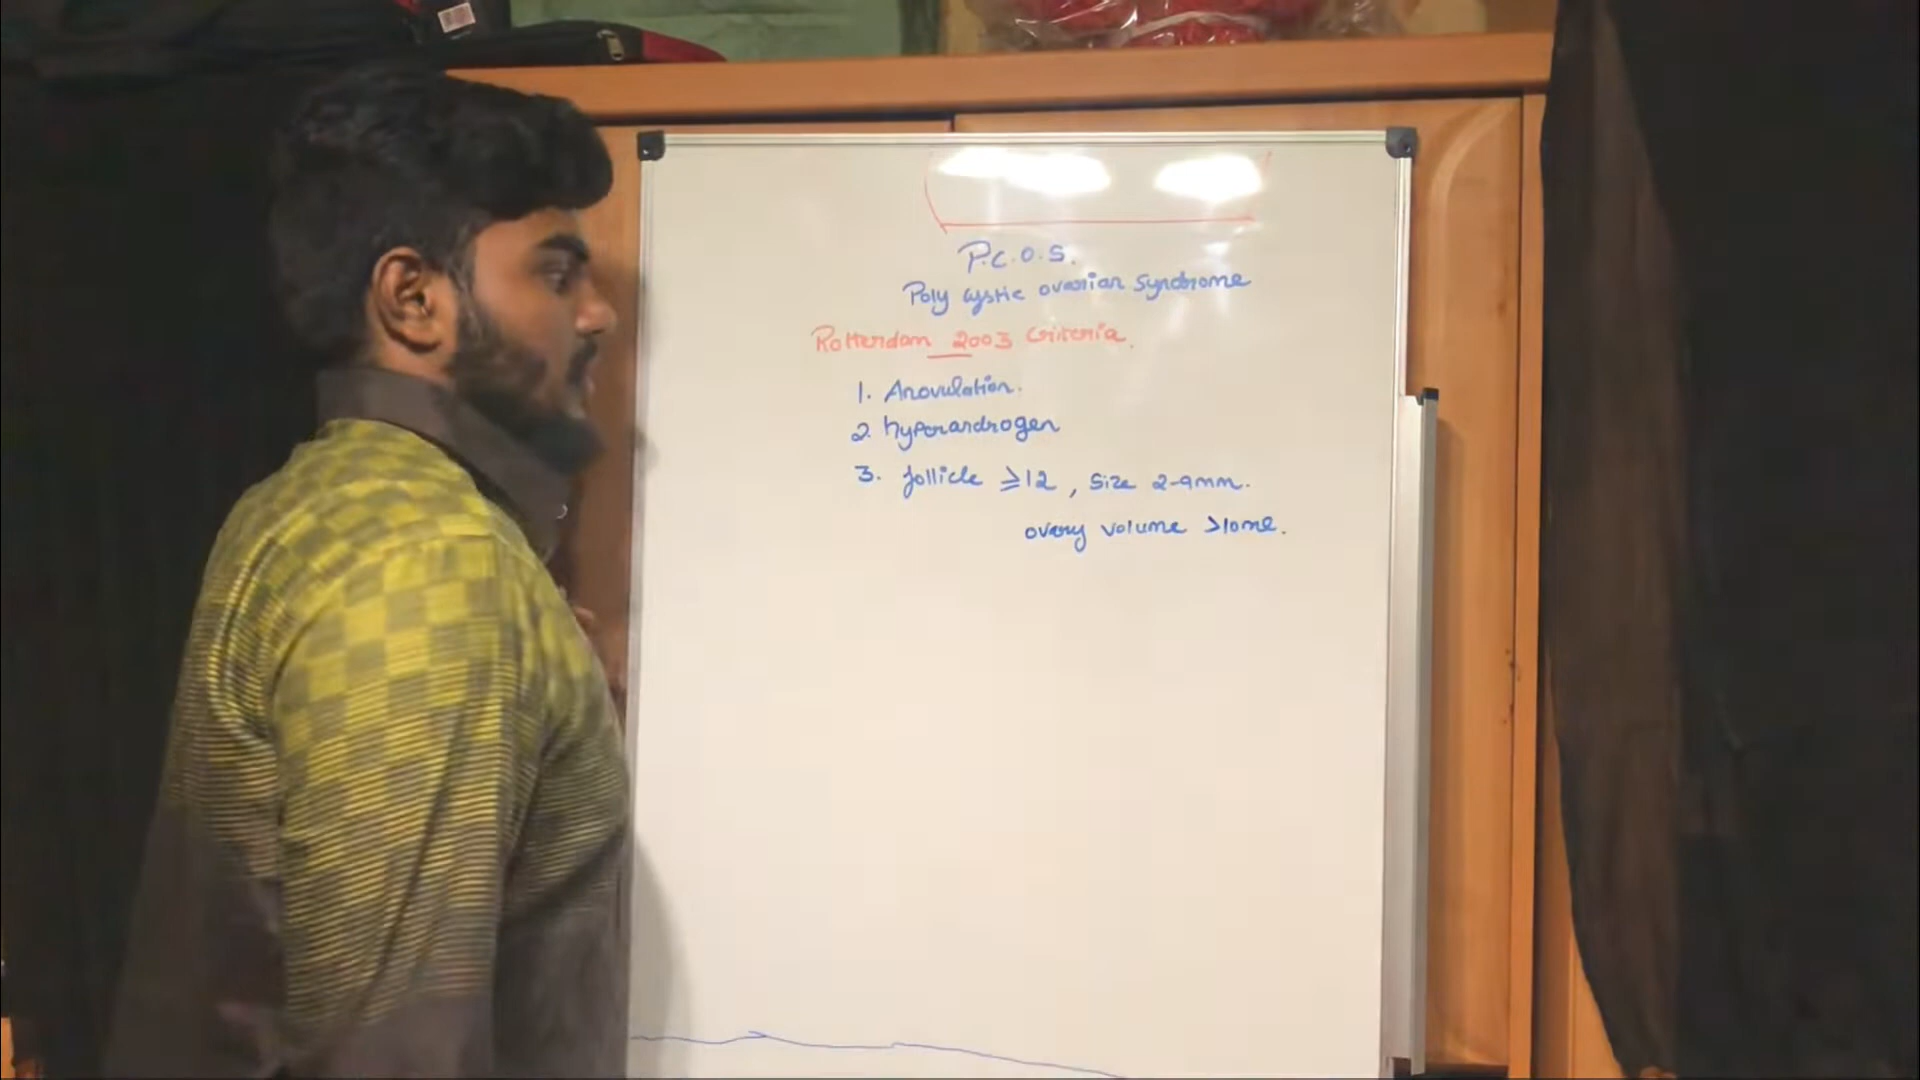 P.C.O.S.
Poly cystic ovarian Syndrome
Rotterdam 2003 Criteria.
1. Anovulation.
2. hyperandrogen
3. follicle ≥12, Size 2-9mm.
ovary volume >10ml.